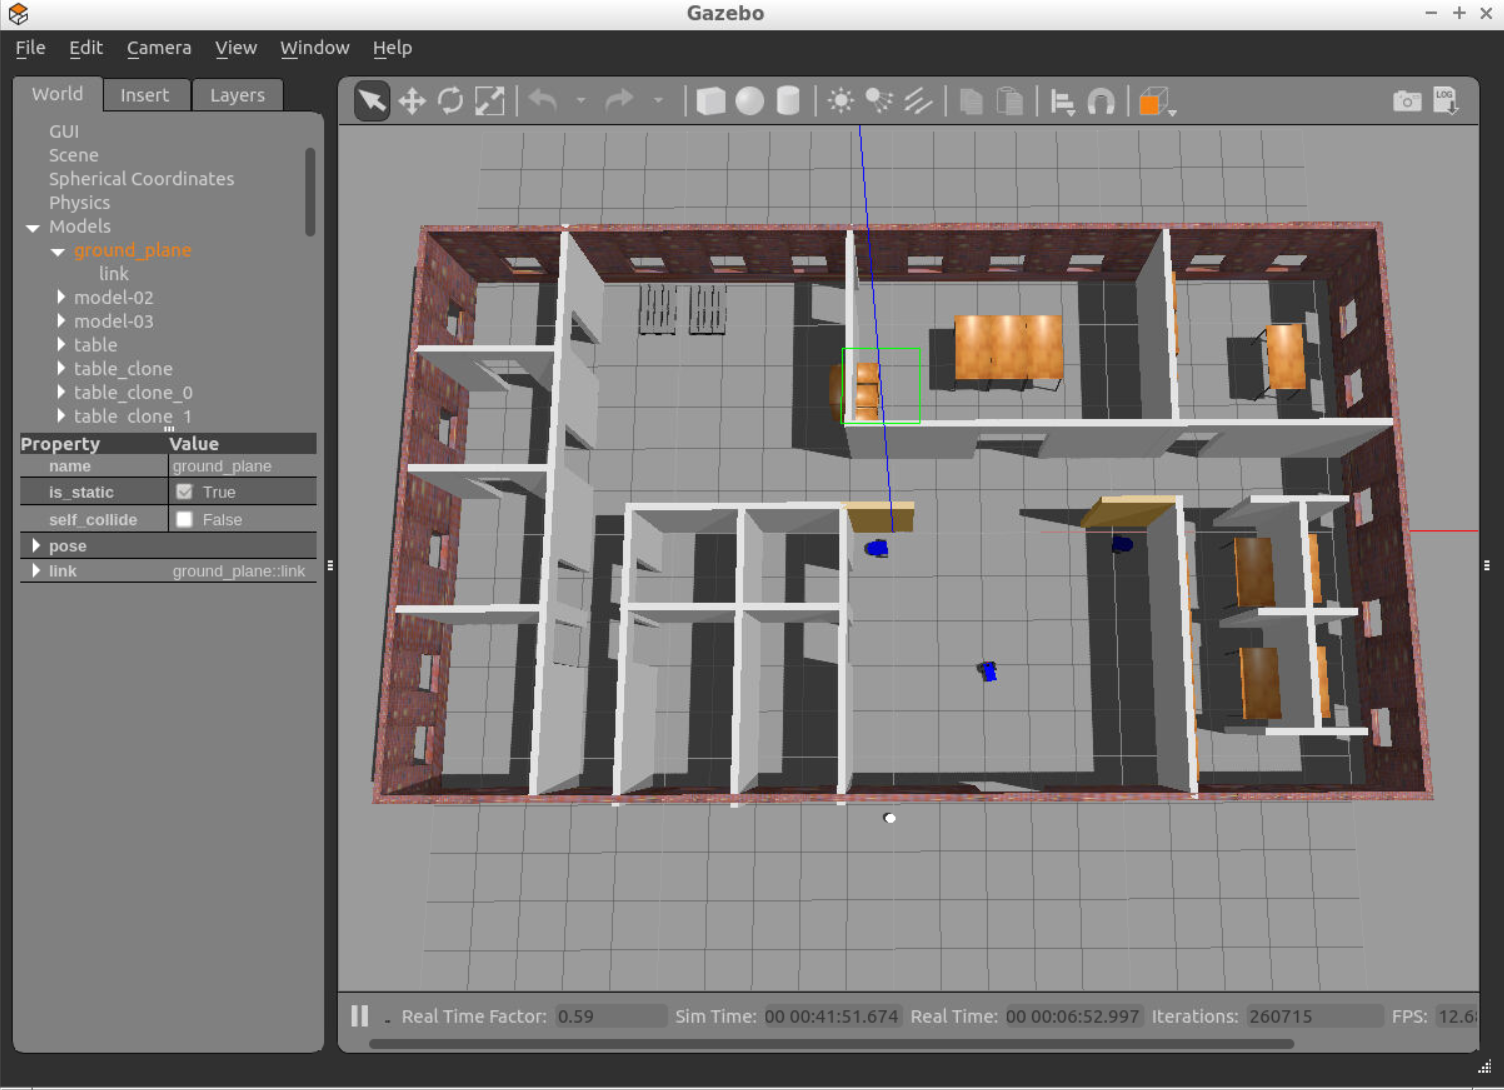 Gazebo
File Edit Camera View Window Help
World Insert Layers
LOG
GUI
Scene
Spherical Coordinates
Physics
Models
ground_plane
link
model-02
model-03
table
table_clone
table_clone_0
table_clone_1
Property Value
name ground_plane
is_static True
self_collide False
pose
link ground_plane::link
Real Time Factor: 0.59 Sim Time: 00 00:41:51.674 Real Time: 00 00:06:52.997 Iterations: 260715 FPS: